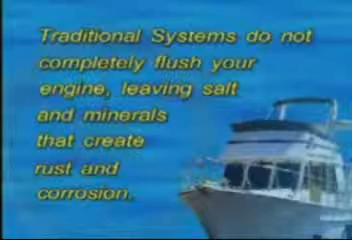 Traditional Systems do not
completely flush your
engine, leaving salt
and minerals
that create
rust and
corrosion.